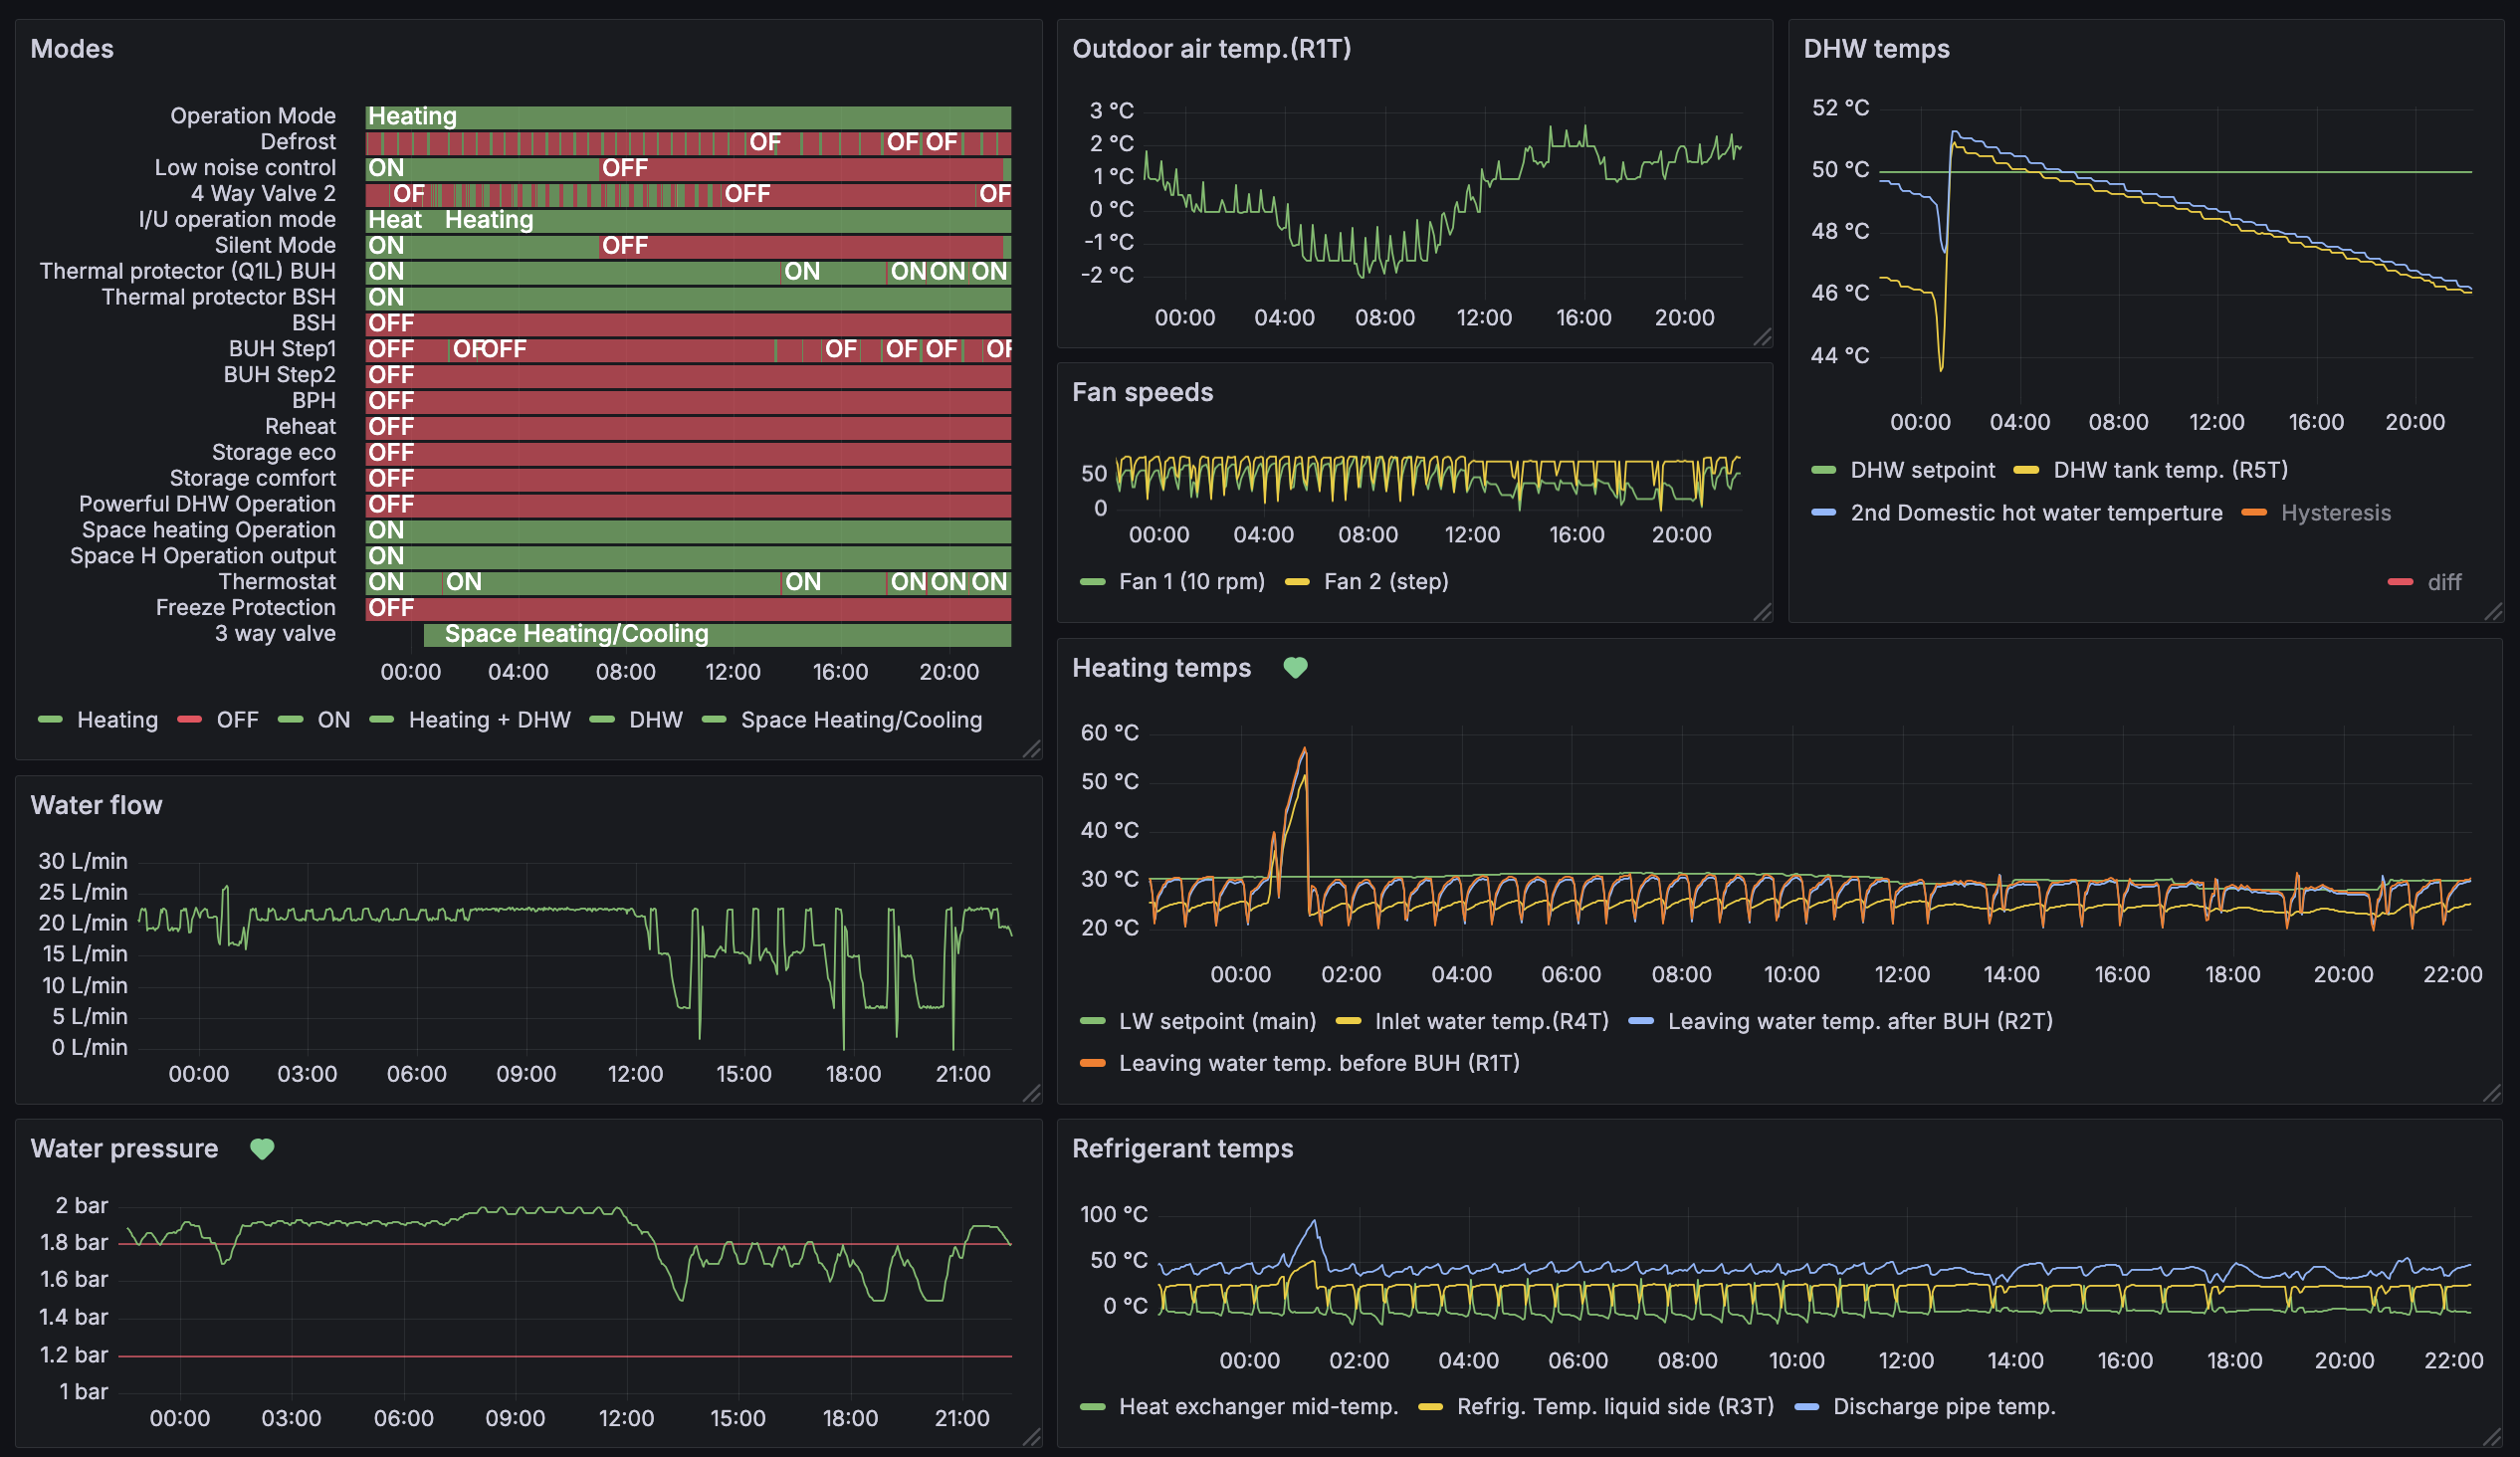 Modes
Operation Mode Heating
Defrost OF OF OF
Low noise control ON OFF
4 Way Valve 2 OF OFF OF
I/U operation mode Heat Heating
Silent Mode ON OFF
Thermal protector (Q1L) BUH ON ON ON ON ON
Thermal protector BSH ON
BSH OFF
BUH Step1 OFF OF OFF OF OF OF OF
BUH Step2 OFF
BPH OFF
Reheat OFF
Storage eco OFF
Storage comfort OFF
Powerful DHW Operation OFF
Space heating Operation ON
Space H Operation output ON
Thermostat ON ON ON ON ON ON
Freeze Protection OFF
3 way valve Space Heating/Cooling
00:00 04:00 08:00 12:00 16:00 20:00
Heating OFF ON Heating + DHW DHW Space Heating/Cooling
Outdoor air temp.(R1T)
3 °C
2 °C
1 °C
0 °C
-1 °C
-2 °C
00:00 04:00 08:00 12:00 16:00 20:00
Fan speeds
50
0
00:00 04:00 08:00 12:00 16:00 20:00
Fan 1 (10 rpm) Fan 2 (step)
DHW temps
52 °C
50 °C
48 °C
46 °C
44 °C
00:00 04:00 08:00 12:00 16:00 20:00
DHW setpoint DHW tank temp. (R5T)
2nd Domestic hot water temperture Hysteresis
diff
Water flow
30 L/min
25 L/min
20 L/min
15 L/min
10 L/min
5 L/min
0 L/min
00:00 03:00 06:00 09:00 12:00 15:00 18:00 21:00
Heating temps
60 °C
50 °C
40 °C
30 °C
20 °C
00:00 02:00 04:00 06:00 08:00 10:00 12:00 14:00 16:00 18:00 20:00 22:00
LW setpoint (main) Inlet water temp.(R4T) Leaving water temp. after BUH (R2T)
Leaving water temp. before BUH (R1T)
Water pressure
2 bar
1.8 bar
1.6 bar
1.4 bar
1.2 bar
1 bar
00:00 03:00 06:00 09:00 12:00 15:00 18:00 21:00
Refrigerant temps
100 °C
50 °C
0 °C
00:00 02:00 04:00 06:00 08:00 10:00 12:00 14:00 16:00 18:00 20:00 22:00
Heat exchanger mid-temp. Refrig. Temp. liquid side (R3T) Discharge pipe temp.